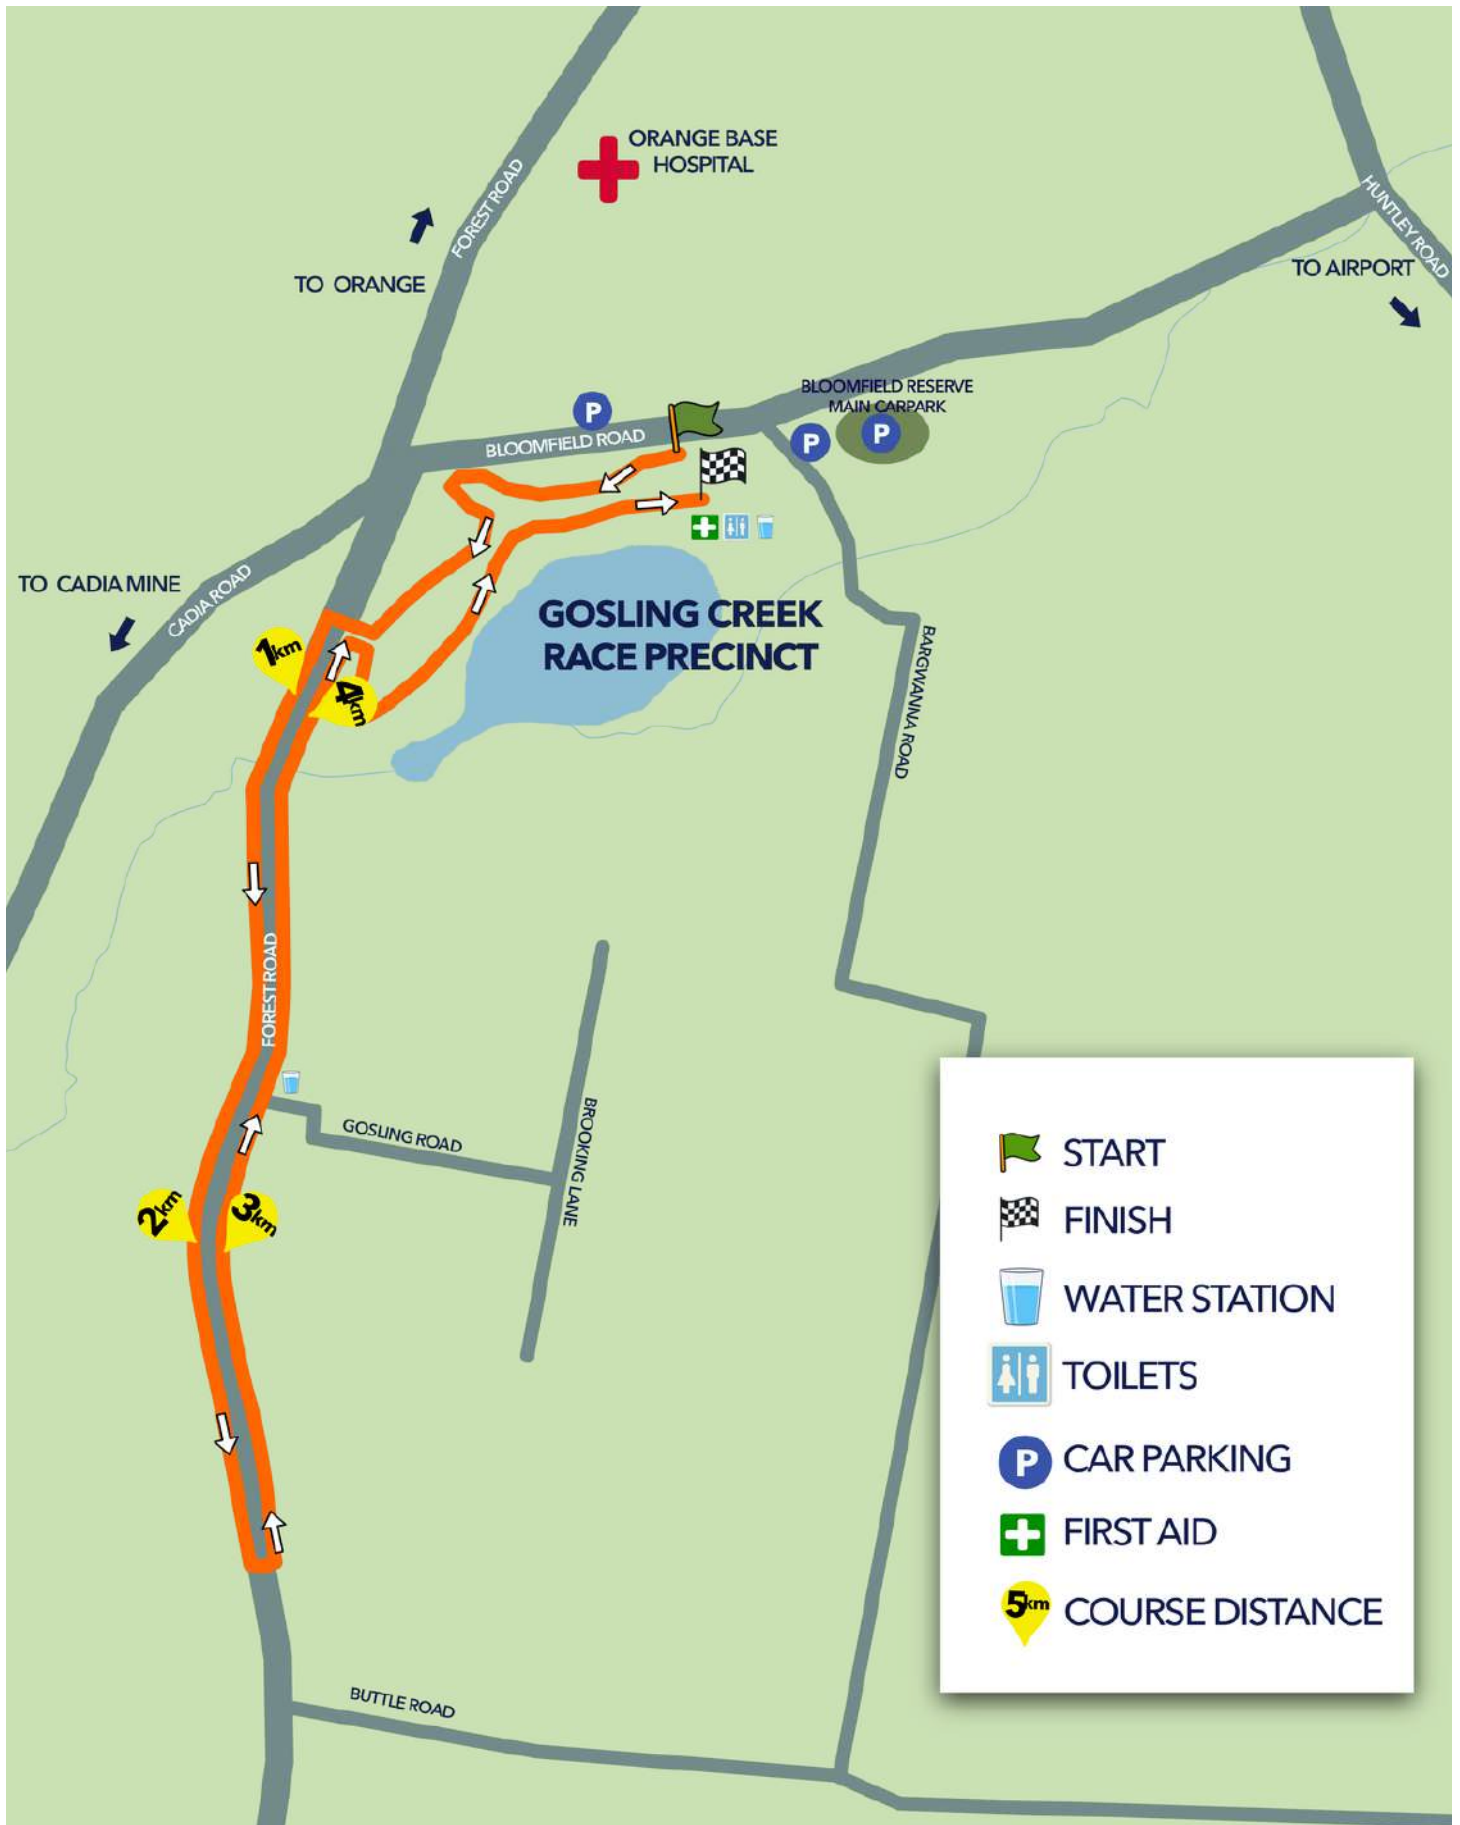 ORANGE BASE
HOSPITAL
FOREST ROAD
HUNTLEY ROAD
TO ORANGE
TO AIRPORT
BLOOMFIELD RESERVE
MAIN CARPARK
P
P
P
BLOOMFIELD ROAD
TO CADIA MINE
CADIA ROAD
GOSLING CREEK
RACE PRECINCT
1km
4km
BARGWANNA ROAD
FOREST ROAD
GOSLING ROAD
BROOKING LANE
2km
3km
START
FINISH
WATER STATION
TOILETS
P CAR PARKING
FIRST AID
5km COURSE DISTANCE
BUTTLE ROAD